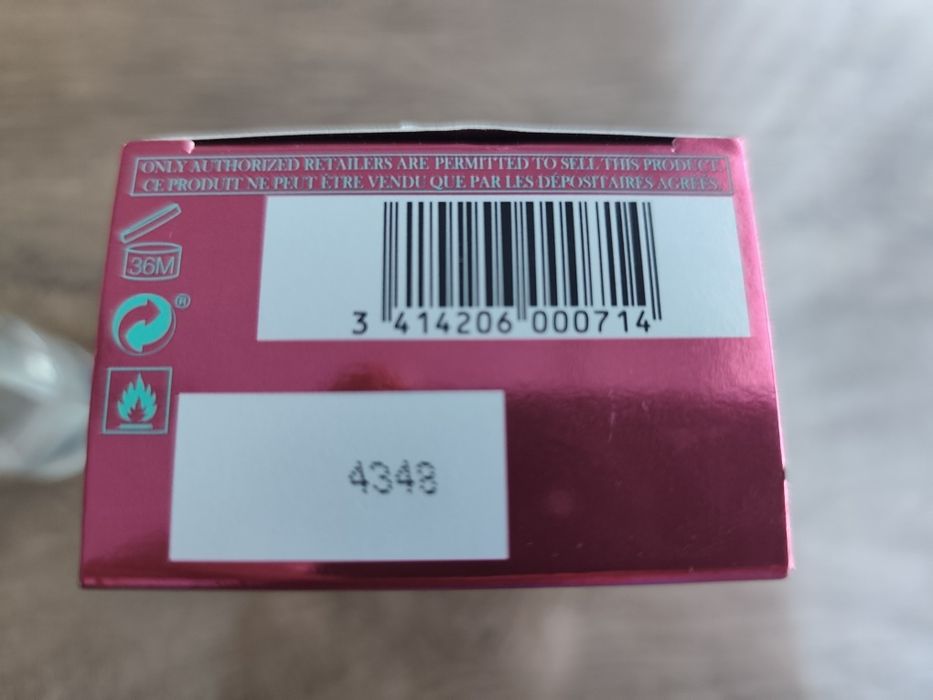 ONLY AUTHORIZED RETAILERS ARE PERMITTED TO SELL THIS PRODUCT.
CE PRODUIT NE PEUT ÊTRE VENDU QUE PAR LES DÉPOSITAIRES AGRÉÉS.
36M
®
3 414206 000714
4348